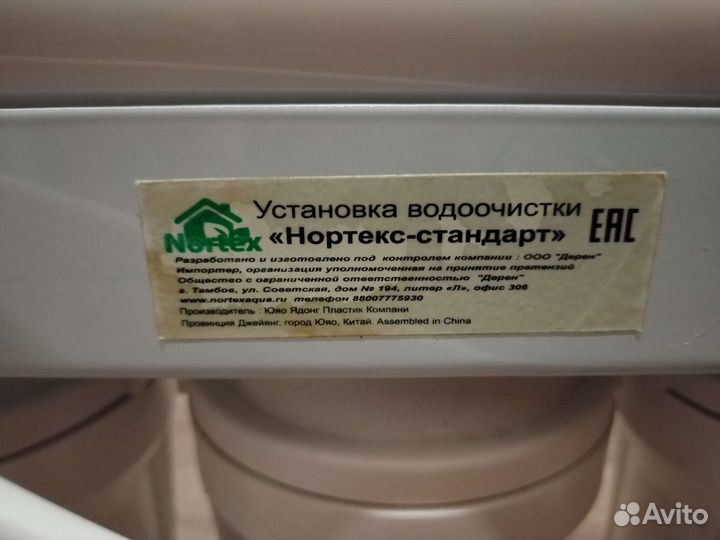 Установка водоочистки
Nortex «Нортекс-стандарт» EAC
Разработано и изготовлено под контролем компании : ООО "Дерен"
Импортер, организация уполномоченная на принятие претензий :
Общество с ограниченной ответственностью "Дерен"
г. Тамбов, ул. Советская, дом № 194, литер «Л», офис 306
www.nortexaqua.ru телефон 88007775930
Производитель : Юяо Ядонг Пластик Компани
Провинция Джейянг, город Юяо, Китай. Assembled in China
Avito